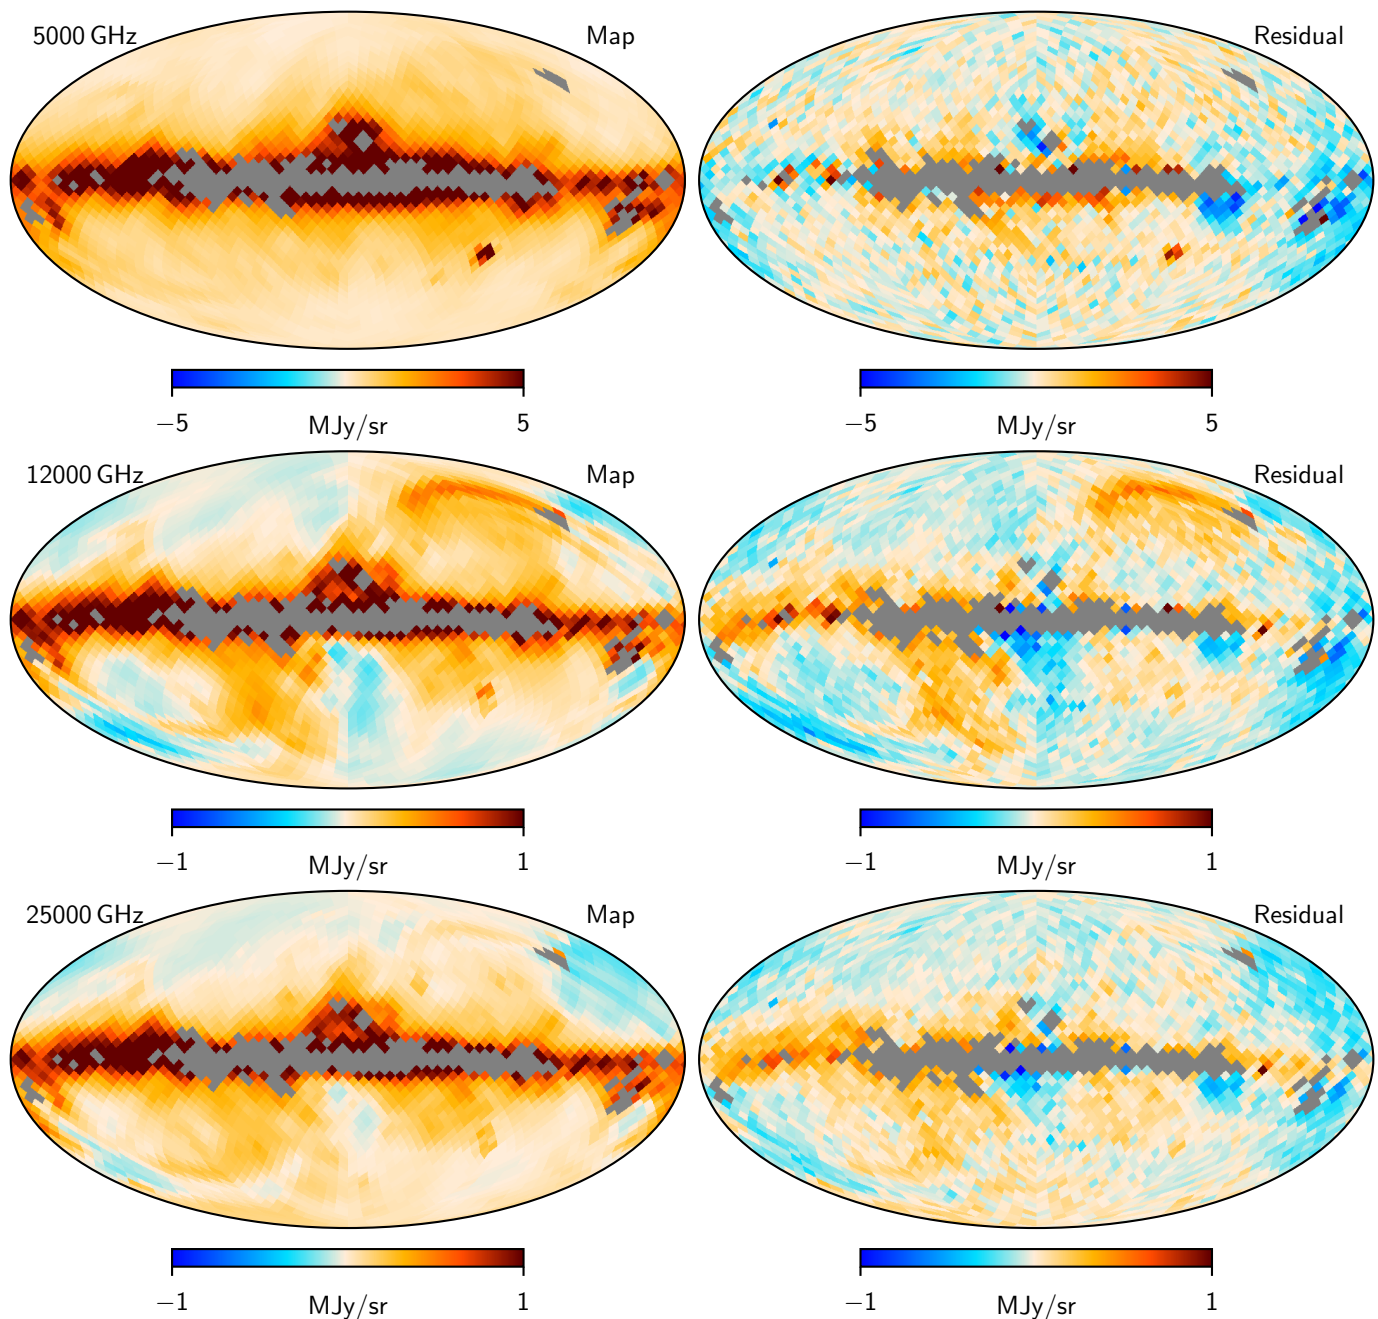 5000 GHz Map Residual
−5 MJy/sr 5 −5 MJy/sr 5
12000 GHz Map Residual
−1 MJy/sr 1 −1 MJy/sr 1
25000 GHz Map Residual
−1 MJy/sr 1 −1 MJy/sr 1